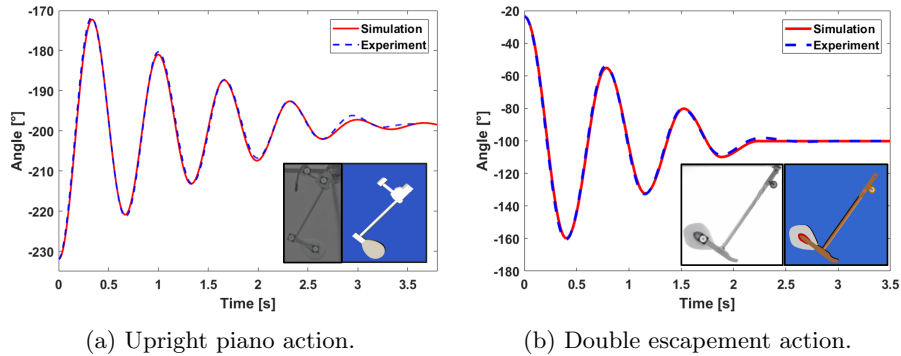 Simulation
Experiment
-170
-180
-190
-200
-210
-220
-230
Angle [°]
0 0.5 1 1.5 2 2.5 3 3.5
Time [s]
(a) Upright piano action.
Simulation
Experiment
-20
-40
-60
-80
-100
-120
-140
-160
-180
Angle [°]
0 0.5 1 1.5 2 2.5 3 3.5
Time [s]
(b) Double escapement action.